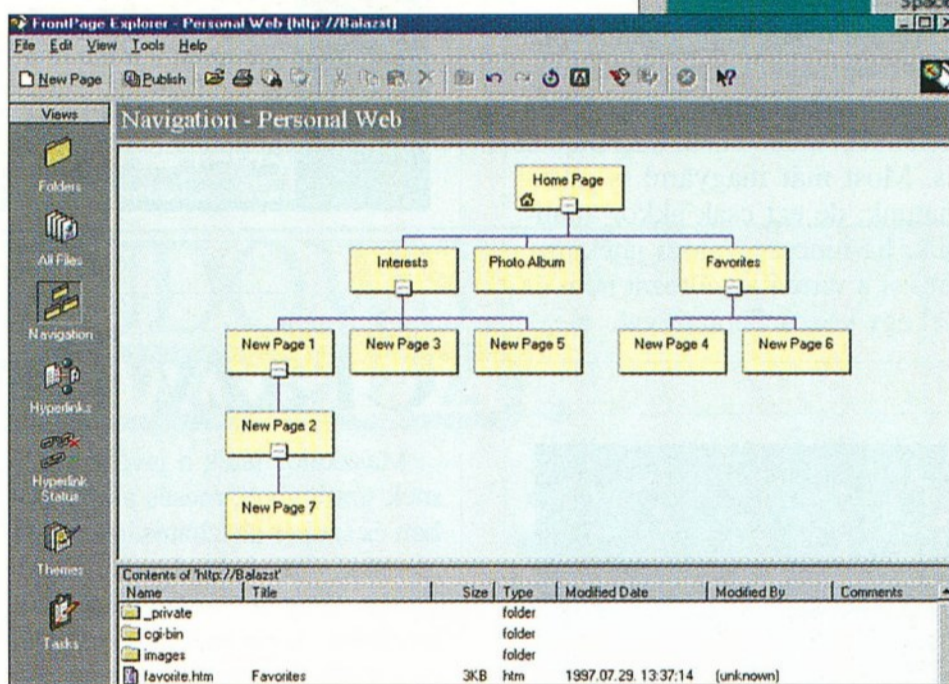 Space
FrontPage Explorer - Personal Web (http://Balazst)
File Edit View Tools Help
New Page Publish
Views
Navigation - Personal Web
Folders
All Files
Navigation
Hyperlinks
Hyperlink Status
Themes
Tasks
Home Page
Interests Photo Album Favorites
New Page 1 New Page 3 New Page 5 New Page 4 New Page 6
New Page 2
New Page 7
Contents of 'http://Balazst'
Name Title Size Type Modified Date Modified By Comments
_private folder
cgi-bin folder
images folder
favorite.htm Favorites 3KB htm 1997.07.29. 13:37:14 (unknown)